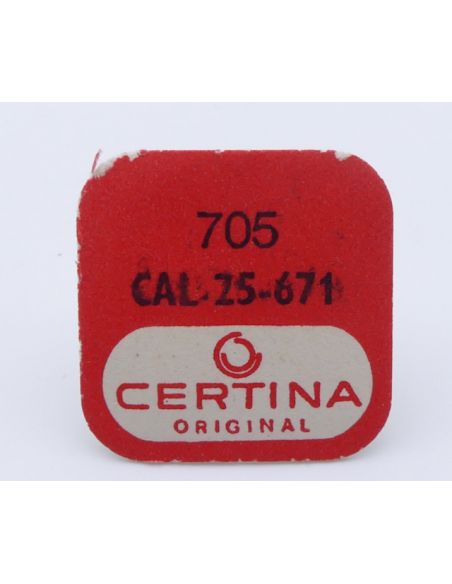 705
CAL 25-671
CERTINA
ORIGINAL